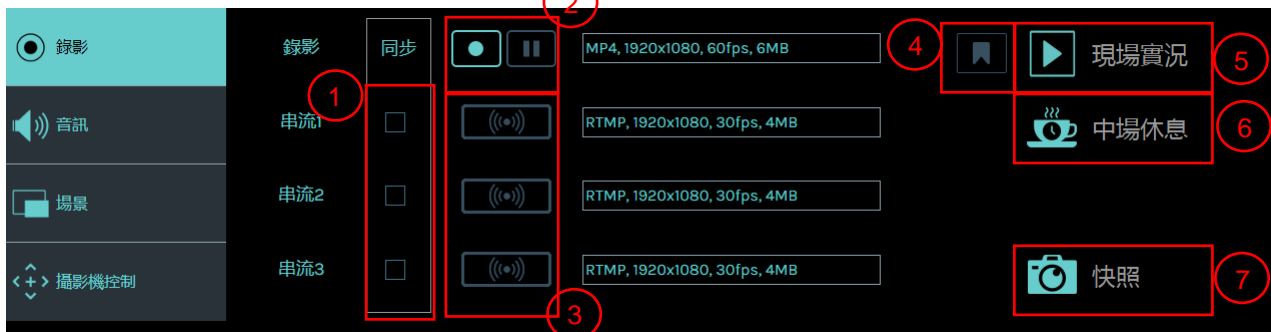 2
錄影
錄影
同步
MP4, 1920x1080, 60fps, 6MB
4
現場實況
5
1
音訊
串流1
RTMP, 1920x1080, 30fps, 4MB
中場休息
6
場景
串流2
RTMP, 1920x1080, 30fps, 4MB
攝影機控制
串流3
RTMP, 1920x1080, 30fps, 4MB
快照
7
3